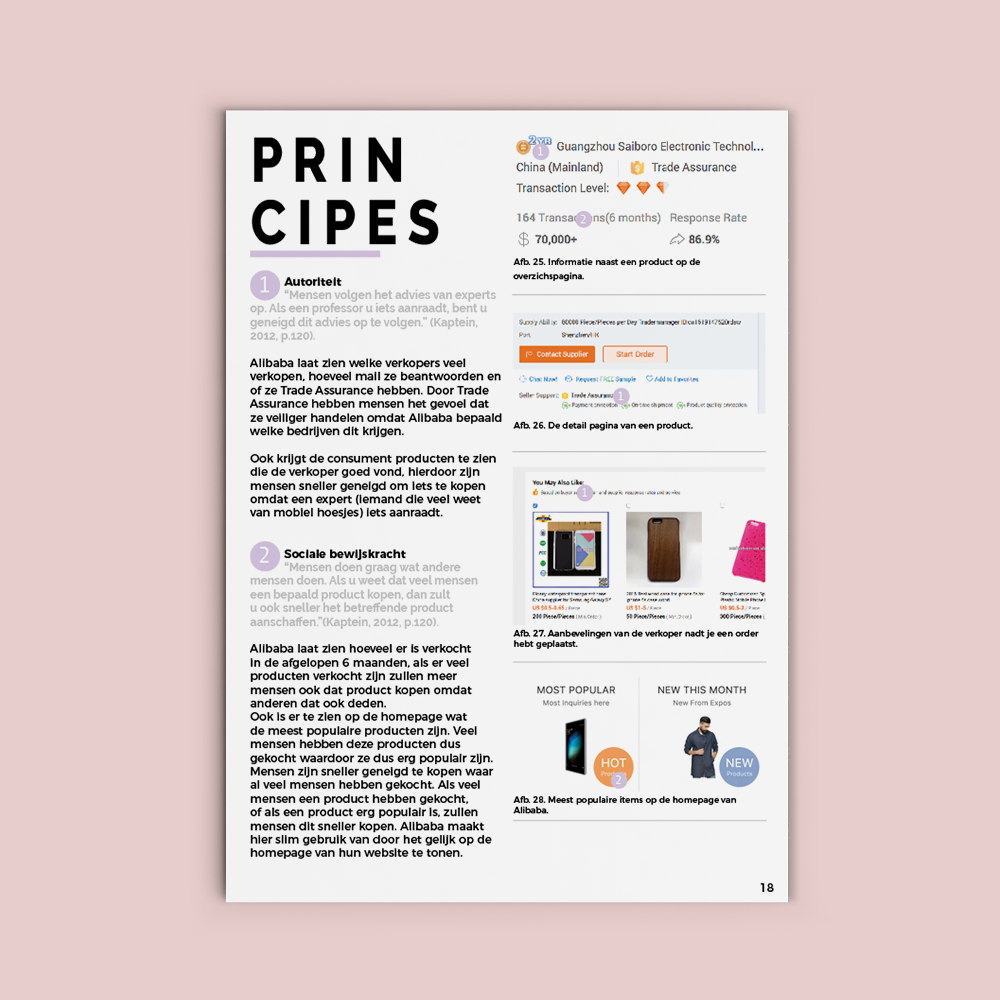 PRIN
CIPES
1
Autoriteit
“Mensen volgen het advies van experts
op. Als een professor u iets aanraadt, bent u
geneigd dit advies op te volgen.” (Kaptein,
2012, p.120).
Alibaba laat zien welke verkopers veel
verkopen, hoeveel mail ze beantwoorden en
of ze Trade Assurance hebben. Door Trade
Assurance hebben mensen het gevoel dat
ze veiliger handelen omdat Alibaba bepaald
welke bedrijven dit krijgen.
Ook krijgt de consument producten te zien
die de verkoper goed vond, hierdoor zijn
mensen sneller geneigd om iets te kopen
omdat een expert (iemand die veel weet
van mobiel hoesjes) iets aanraadt.
2
Sociale bewijskracht
“Mensen doen graag wat andere
mensen doen. Als u weet dat veel mensen
een bepaald product kopen, dan zult
u ook sneller het betreffende product
aanschaffen.”(Kaptein, 2012, p.120).
Alibaba laat zien hoeveel er is verkocht
in de afgelopen 6 maanden, als er veel
producten verkocht zijn zullen meer
mensen ook dat product kopen omdat
anderen dat ook deden.
Ook is er te zien op de homepage wat
de meest populaire producten zijn. Veel
mensen hebben deze producten dus
gekocht waardoor ze dus erg populair zijn.
Mensen zijn sneller geneigd te kopen waar
al veel mensen hebben gekocht. Als veel
mensen een product hebben gekocht,
of als een product erg populair is, zullen
mensen dit sneller kopen. Alibaba maakt
hier slim gebruik van door het gelijk op de
homepage van hun website te tonen.
2 YR
1
Guangzhou Saiboro Electronic Technol...
China (Mainland) Trade Assurance
Transaction Level:
164 (6 months) Response Rate
2
$ 70,000+ 86.9%
Afb. 25. Informatie naast een product op de
overzichspagina.
Supply Ability: 80000 Piece/Pieces per Day
Port:
Contact Supplier Start Order
Chat Now! Request FREE Sample Add to Favorites
Seller Support: Trade
1
Payment protection On-time shipment Product quality protection
Afb. 26. De detail pagina van een product.
You May Also Like:
1
US $0.5-0.65 / Piece US $1-5 / Piece US $0.5-2 / Piece
200 Piece/Pieces (Min.Order) 50 Piece/Pieces (Min.Order) 300 Piece/Pieces
Afb. 27. Aanbevelingen van de verkoper nadt je een order
hebt geplaatst.
MOST POPULAR NEW THIS MONTH
Most Inquiries here New From Expos
HOT NEW
2 Products
Afb. 28. Meest populaire items op de homepage van
Alibaba.
18